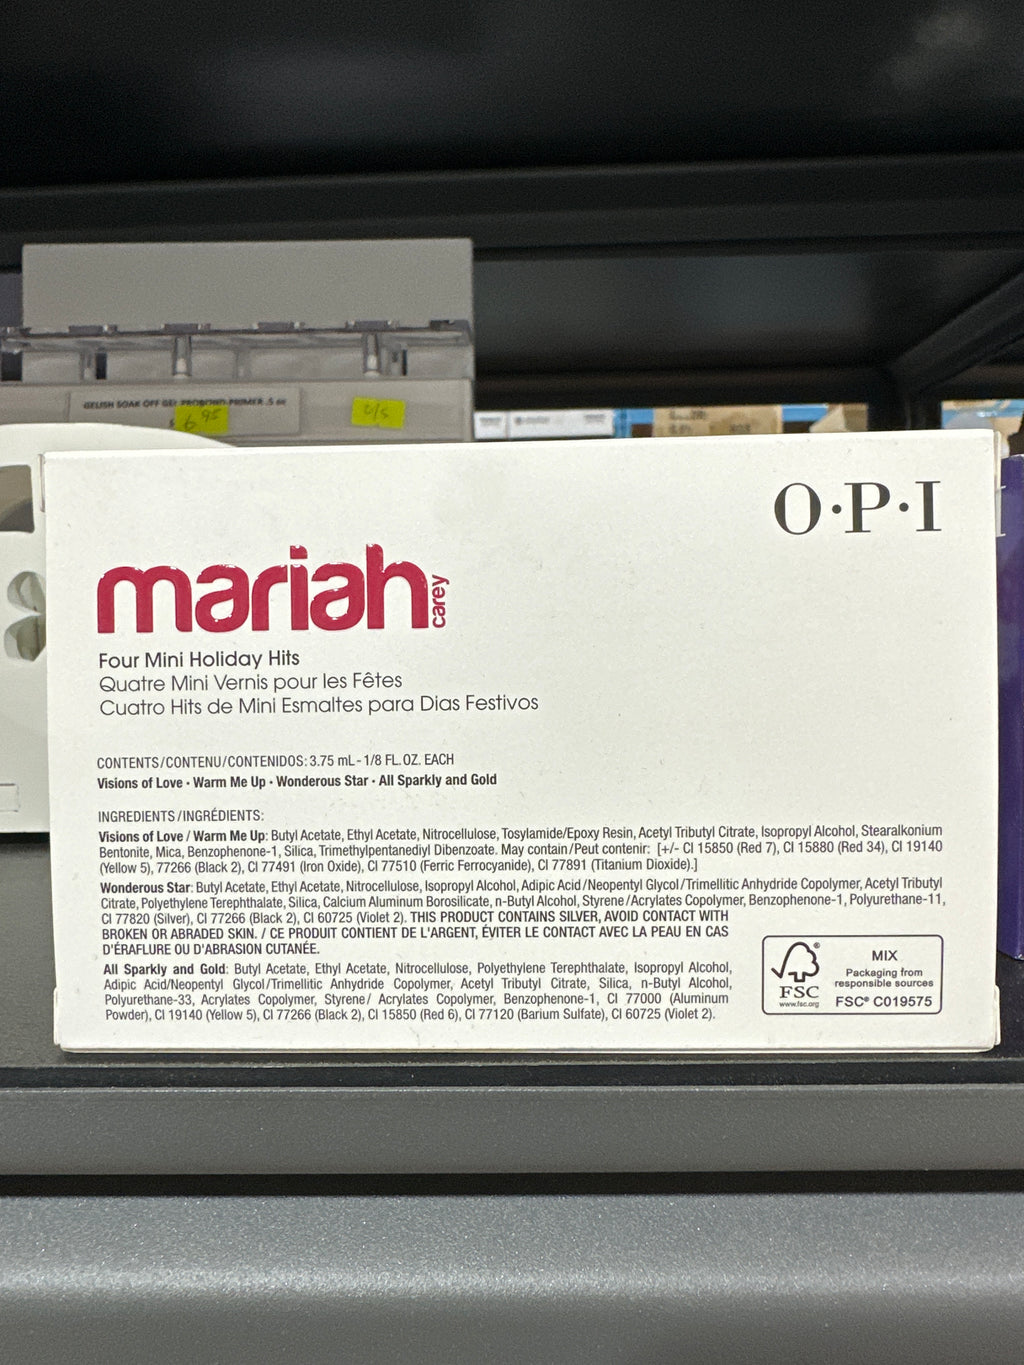 GELISH SOAK OFF GEL PROBOND PRIMER .5 oz
$6.95
c/s
O·P·I
mariah
carey
Four Mini Holiday Hits
Quatre Mini Vernis pour les Fêtes
Cuatro Hits de Mini Esmaltes para Dias Festivos
CONTENTS/CONTENU/CONTENIDOS: 3.75 mL - 1/8 FL. OZ. EACH
Visions of Love • Warm Me Up • Wonderous Star • All Sparkly and Gold
INGREDIENTS/INGRÉDIENTS:
Visions of Love / Warm Me Up: Butyl Acetate, Ethyl Acetate, Nitrocellulose, Tosylamide/Epoxy Resin, Acetyl Tributyl Citrate, Isopropyl Alcohol, Stearalkonium
Bentonite, Mica, Benzophenone-1, Silica, Trimethylpentanediyl Dibenzoate. May contain/Peut contenir: [+/- CI 15850 (Red 7), CI 15880 (Red 34), CI 19140
(Yellow 5), 77266 (Black 2), CI 77491 (Iron Oxide), CI 77510 (Ferric Ferrocyanide), CI 77891 (Titanium Dioxide).]
Wonderous Star: Butyl Acetate, Ethyl Acetate, Nitrocellulose, Isopropyl Alcohol, Adipic Acid/Neopentyl Glycol/Trimellitic Anhydride Copolymer, Acetyl Tributyl
Citrate, Polyethylene Terephthalate, Silica, Calcium Aluminum Borosilicate, n-Butyl Alcohol, Styrene/Acrylates Copolymer, Benzophenone-1, Polyurethane-11,
CI 77820 (Silver), CI 77266 (Black 2), CI 60725 (Violet 2). THIS PRODUCT CONTAINS SILVER, AVOID CONTACT WITH
BROKEN OR ABRADED SKIN. / CE PRODUIT CONTIENT DE L'ARGENT, ÉVITER LE CONTACT AVEC LA PEAU EN CAS
D'ÉRAFLURE OU D'ABRASION CUTANÉE.
All Sparkly and Gold: Butyl Acetate, Ethyl Acetate, Nitrocellulose, Polyethylene Terephthalate, Isopropyl Alcohol,
Adipic Acid/Neopentyl Glycol/Trimellitic Anhydride Copolymer, Acetyl Tributyl Citrate, Silica, n-Butyl Alcohol,
Polyurethane-33, Acrylates Copolymer, Styrene/ Acrylates Copolymer, Benzophenone-1, CI 77000 (Aluminum
Powder), CI 19140 (Yellow 5), CI 77266 (Black 2), CI 15850 (Red 6), CI 77120 (Barium Sulfate), CI 60725 (Violet 2).
FSC
www.fsc.org
MIX
Packaging from
responsible sources
FSC® C019575